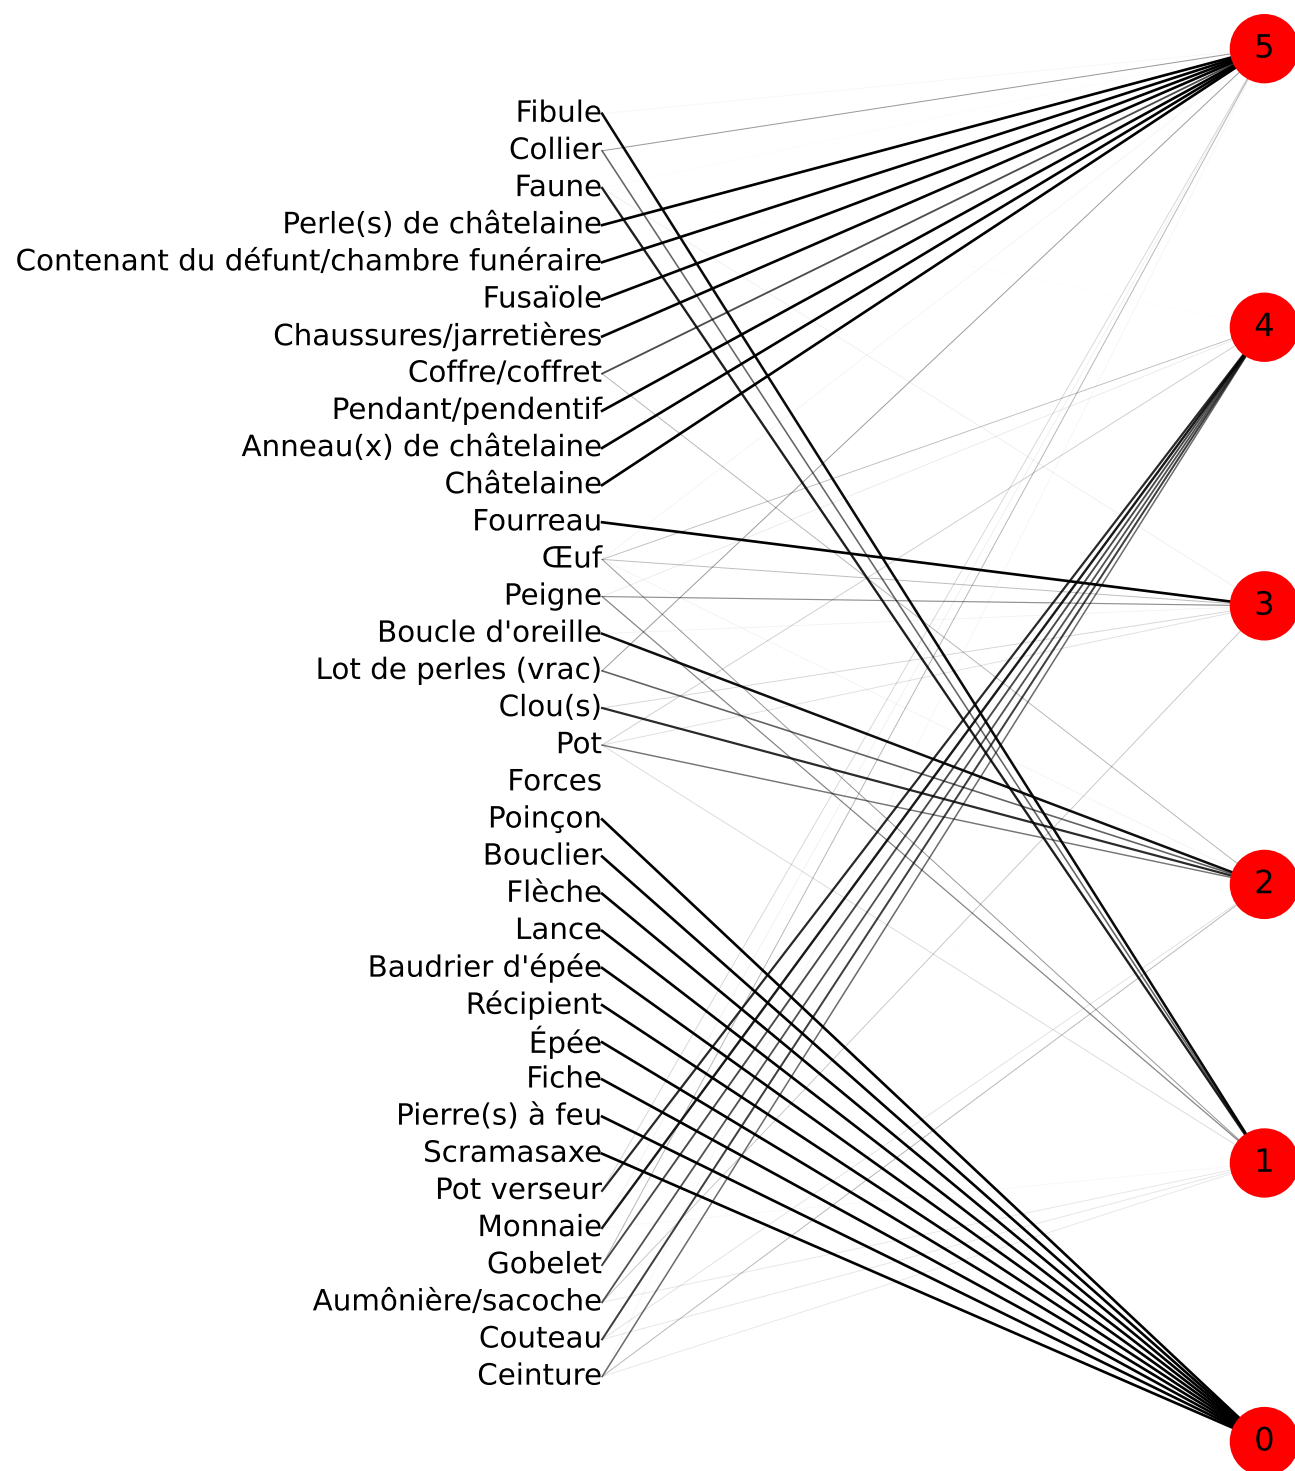 5
Fibule
Collier
Faune
Perle(s) de châtelaine
Contenant du défunt/chambre funéraire
Fusaïole
4
Chaussures/jarretières
Coffre/coffret
Pendant/pendentif
Anneau(x) de châtelaine
Châtelaine
Fourreau
Œuf
Peigne
3
Boucle d'oreille
Lot de perles (vrac)
Clou(s)
Pot
Forces
Poinçon
Bouclier
2
Flèche
Lance
Baudrier d'épée
Récipient
Épée
Fiche
Pierre(s) à feu
Scramasaxe
1
Pot verseur
Monnaie
Gobelet
Aumônière/sacoche
Couteau
Ceinture
0